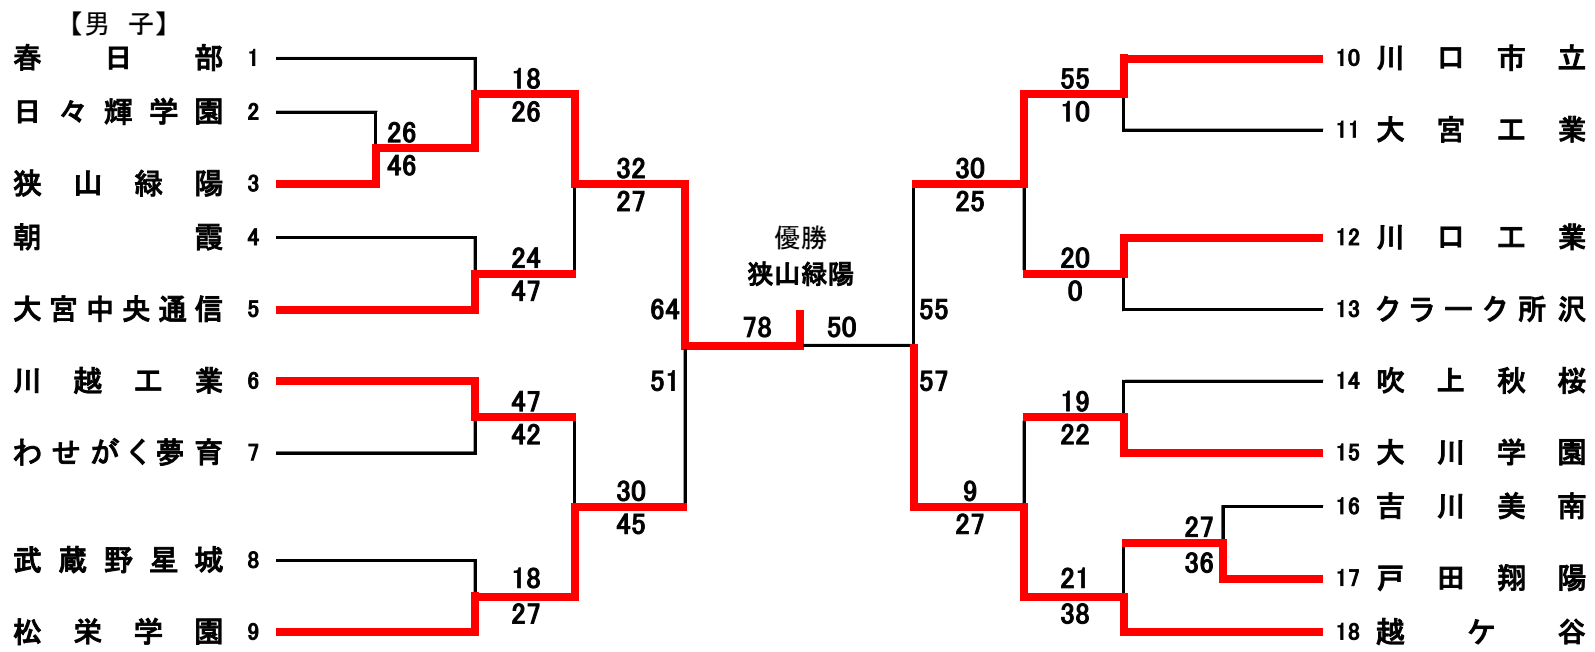 【男 子】
春日部 1
日々輝学園 2
狭山緑陽 3
朝霞 4
大宮中央通信 5
川越工業 6
わせがく夢育 7
武蔵野星城 8
松栄学園 9
18
26
26
46
24
47
47
42
18
27
32
27
30
45
64
51
優勝
狭山緑陽
78 50
55
57
30
25
9
27
55
10
20
0
19
22
27
36
21
38
10 川口市立
11 大宮工業
12 川口工業
13 クラーク所沢
14 吹上秋桜
15 大川学園
16 吉川美南
17 戸田翔陽
18 越ケ谷